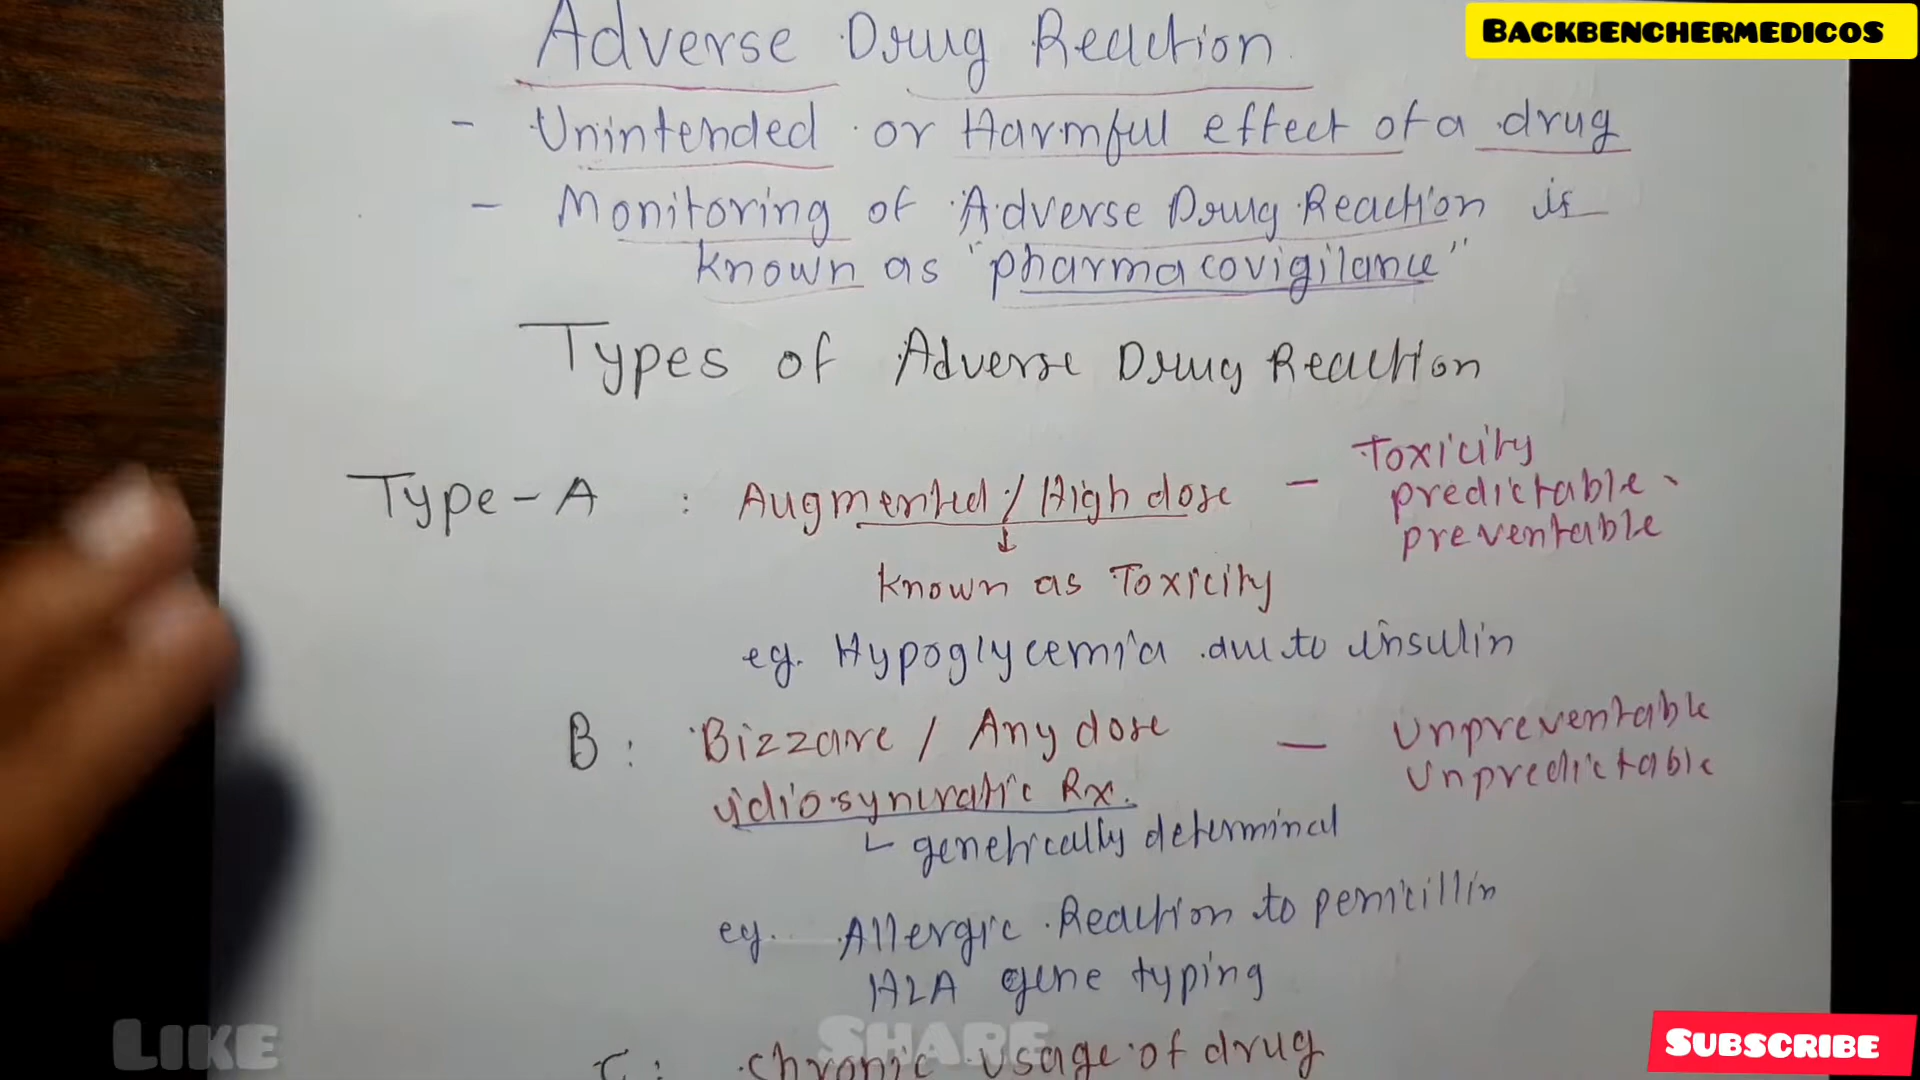 Adverse Drug Reaction
BACKBENCHERMEDICOS
- Unintended or Harmful effect of a drug
- Monitoring of Adverse Drug Reaction is
known as "pharmacovigilance"
Types of Adverse Drug Reaction
Type-A : Augmented / High dose — Toxicity
predictable
preventable
↓
known as Toxicity
eg. Hypoglycemia due to insulin
B : Bizzare / Any dose — Unpreventable
Unpredictable
idiosyncratic Rx.
└ genetically determined
eg. Allergic Reaction to penicillin
HLA gene typing
C : chronic usage of drug
LIKE
SHARE
SUBSCRIBE